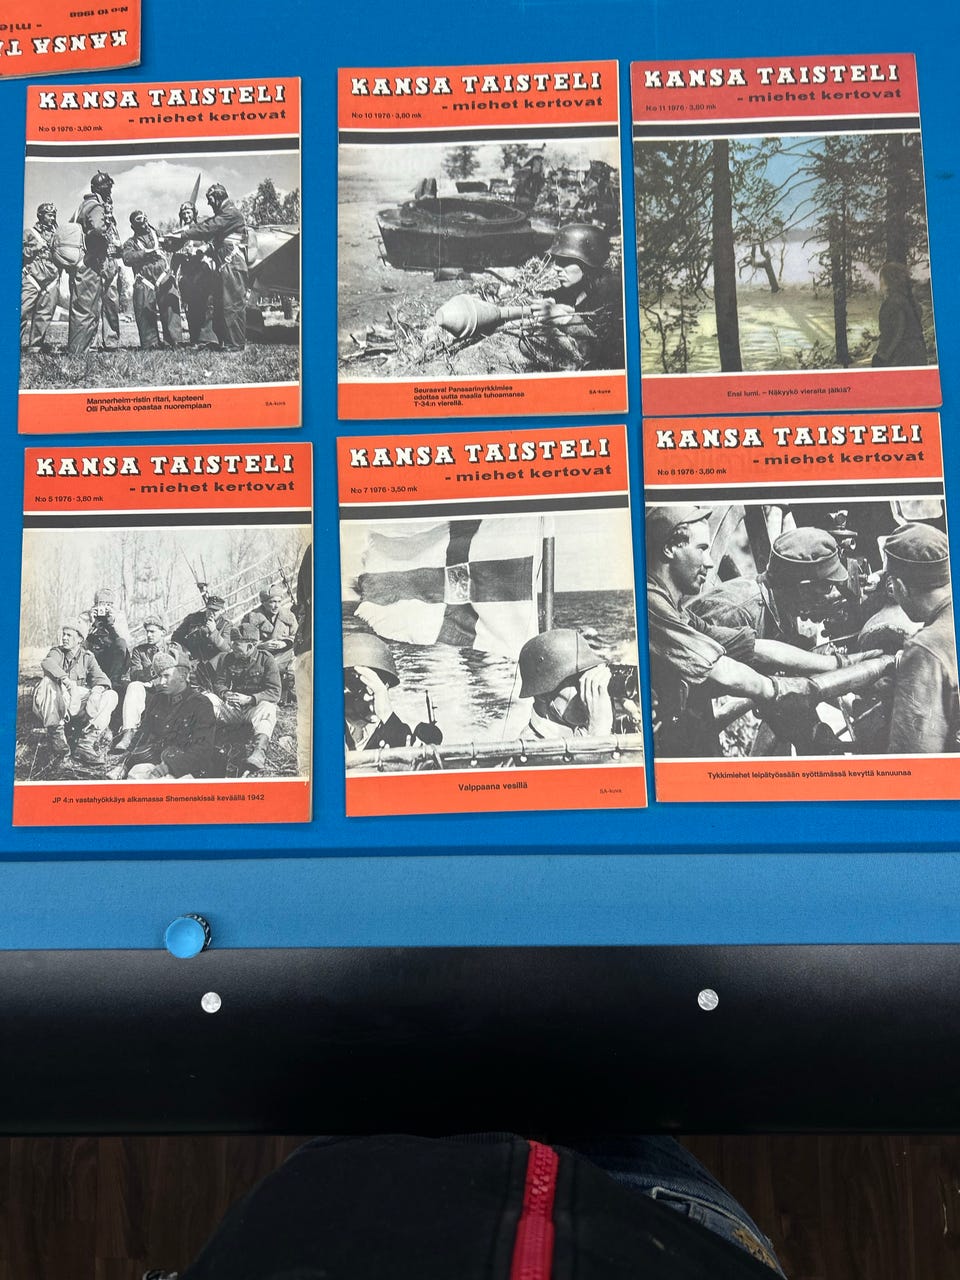 KANSA TA
- mie
N:o 10 1968
KANSA TAISTELI
- miehet kertovat
N:o 9 1976 · 3,80 mk
Mannerheim-ristin ritari, kapteeni
Olli Puhakka opastaa nuorempiaan
SA-kuva
KANSA TAISTELI
- miehet kertovat
N:o 10 1976 · 3,80 mk
Seuraava! Panssarinyrkkimies
odottaa uutta maalia tuhoamansa
T-34:n vierellä.
SA-kuva
KANSA TAISTELI
- miehet kertovat
N:o 11 1976 · 3,80 mk
Ensi lumi. – Näkyykö vieraita jälkiä?
KANSA TAISTELI
- miehet kertovat
N:o 5 1976 · 3,80 mk
JP 4:n vastahyökkäys alkamassa Shemenskissä keväällä 1942
KANSA TAISTELI
- miehet kertovat
N:o 7 1976 · 3,50 mk
Valppaana vesillä
SA-kuva
KANSA TAISTELI
- miehet kertovat
N:o 8 1976 · 3,80 mk
Tykkimiehet leipätyössään syöttämässä kevyttä kanuunaa